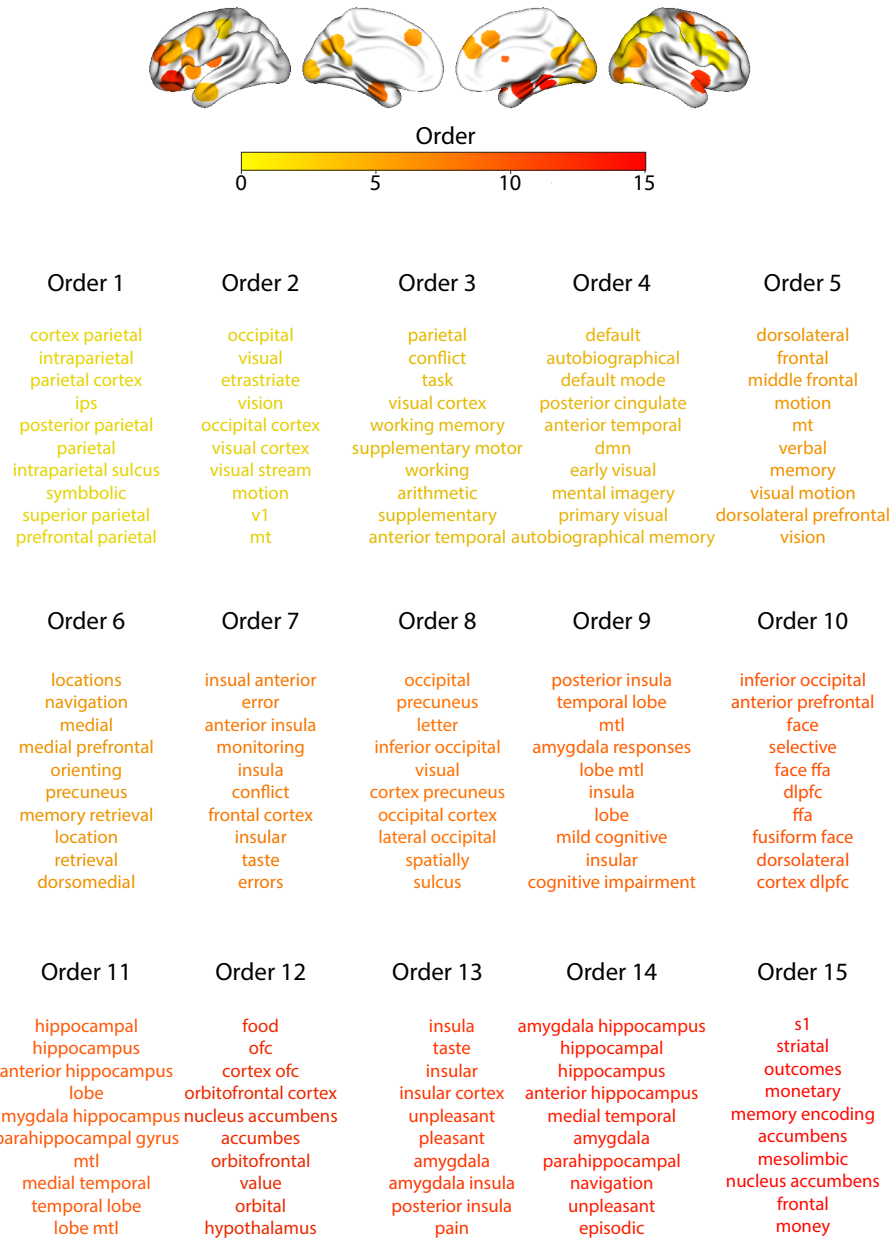 Order
0 5 10 15
Order 1
cortex parietal
intraparietal
parietal cortex
ips
posterior parietal
parietal
intraparietal sulcus
symbbolic
superior parietal
prefrontal parietal
Order 2
occipital
visual
etrastriate
vision
occipital cortex
visual cortex
visual stream
motion
v1
mt
Order 3
parietal
conflict
task
visual cortex
working memory
supplementary motor
working
arithmetic
supplementary
anterior temporal
Order 4
default
autobiographical
default mode
posterior cingulate
anterior temporal
dmn
early visual
mental imagery
primary visual
autobiographical memory
Order 5
dorsolateral
frontal
middle frontal
motion
mt
verbal
memory
visual motion
dorsolateral prefrontal
vision
Order 6
locations
navigation
medial
medial prefrontal
orienting
precuneus
memory retrieval
location
retrieval
dorsomedial
Order 7
insual anterior
error
anterior insula
monitoring
insula
conflict
frontal cortex
insular
taste
errors
Order 8
occipital
precuneus
letter
inferior occipital
visual
cortex precuneus
occipital cortex
lateral occipital
spatially
sulcus
Order 9
posterior insula
temporal lobe
mtl
amygdala responses
lobe mtl
insula
lobe
mild cognitive
insular
cognitive impairment
Order 10
inferior occipital
anterior prefrontal
face
selective
face ffa
dlpfc
ffa
fusiform face
dorsolateral
cortex dlpfc
Order 11
hippocampal
hippocampus
anterior hippocampus
lobe
mygdala hippocampus
parahippocampal gyrus
mtl
medial temporal
temporal lobe
lobe mtl
Order 12
food
ofc
cortex ofc
orbitofrontal cortex
nucleus accumbens
accumbes
orbitofrontal
value
orbital
hypothalamus
Order 13
insula
taste
insular
insular cortex
unpleasant
pleasant
amygdala
amygdala insula
posterior insula
pain
Order 14
amygdala hippocampus
hippocampal
hippocampus
anterior hippocampus
medial temporal
amygdala
parahippocampal
navigation
unpleasant
episodic
Order 15
s1
striatal
outcomes
monetary
memory encoding
accumbens
mesolimbic
nucleus accumbens
frontal
money